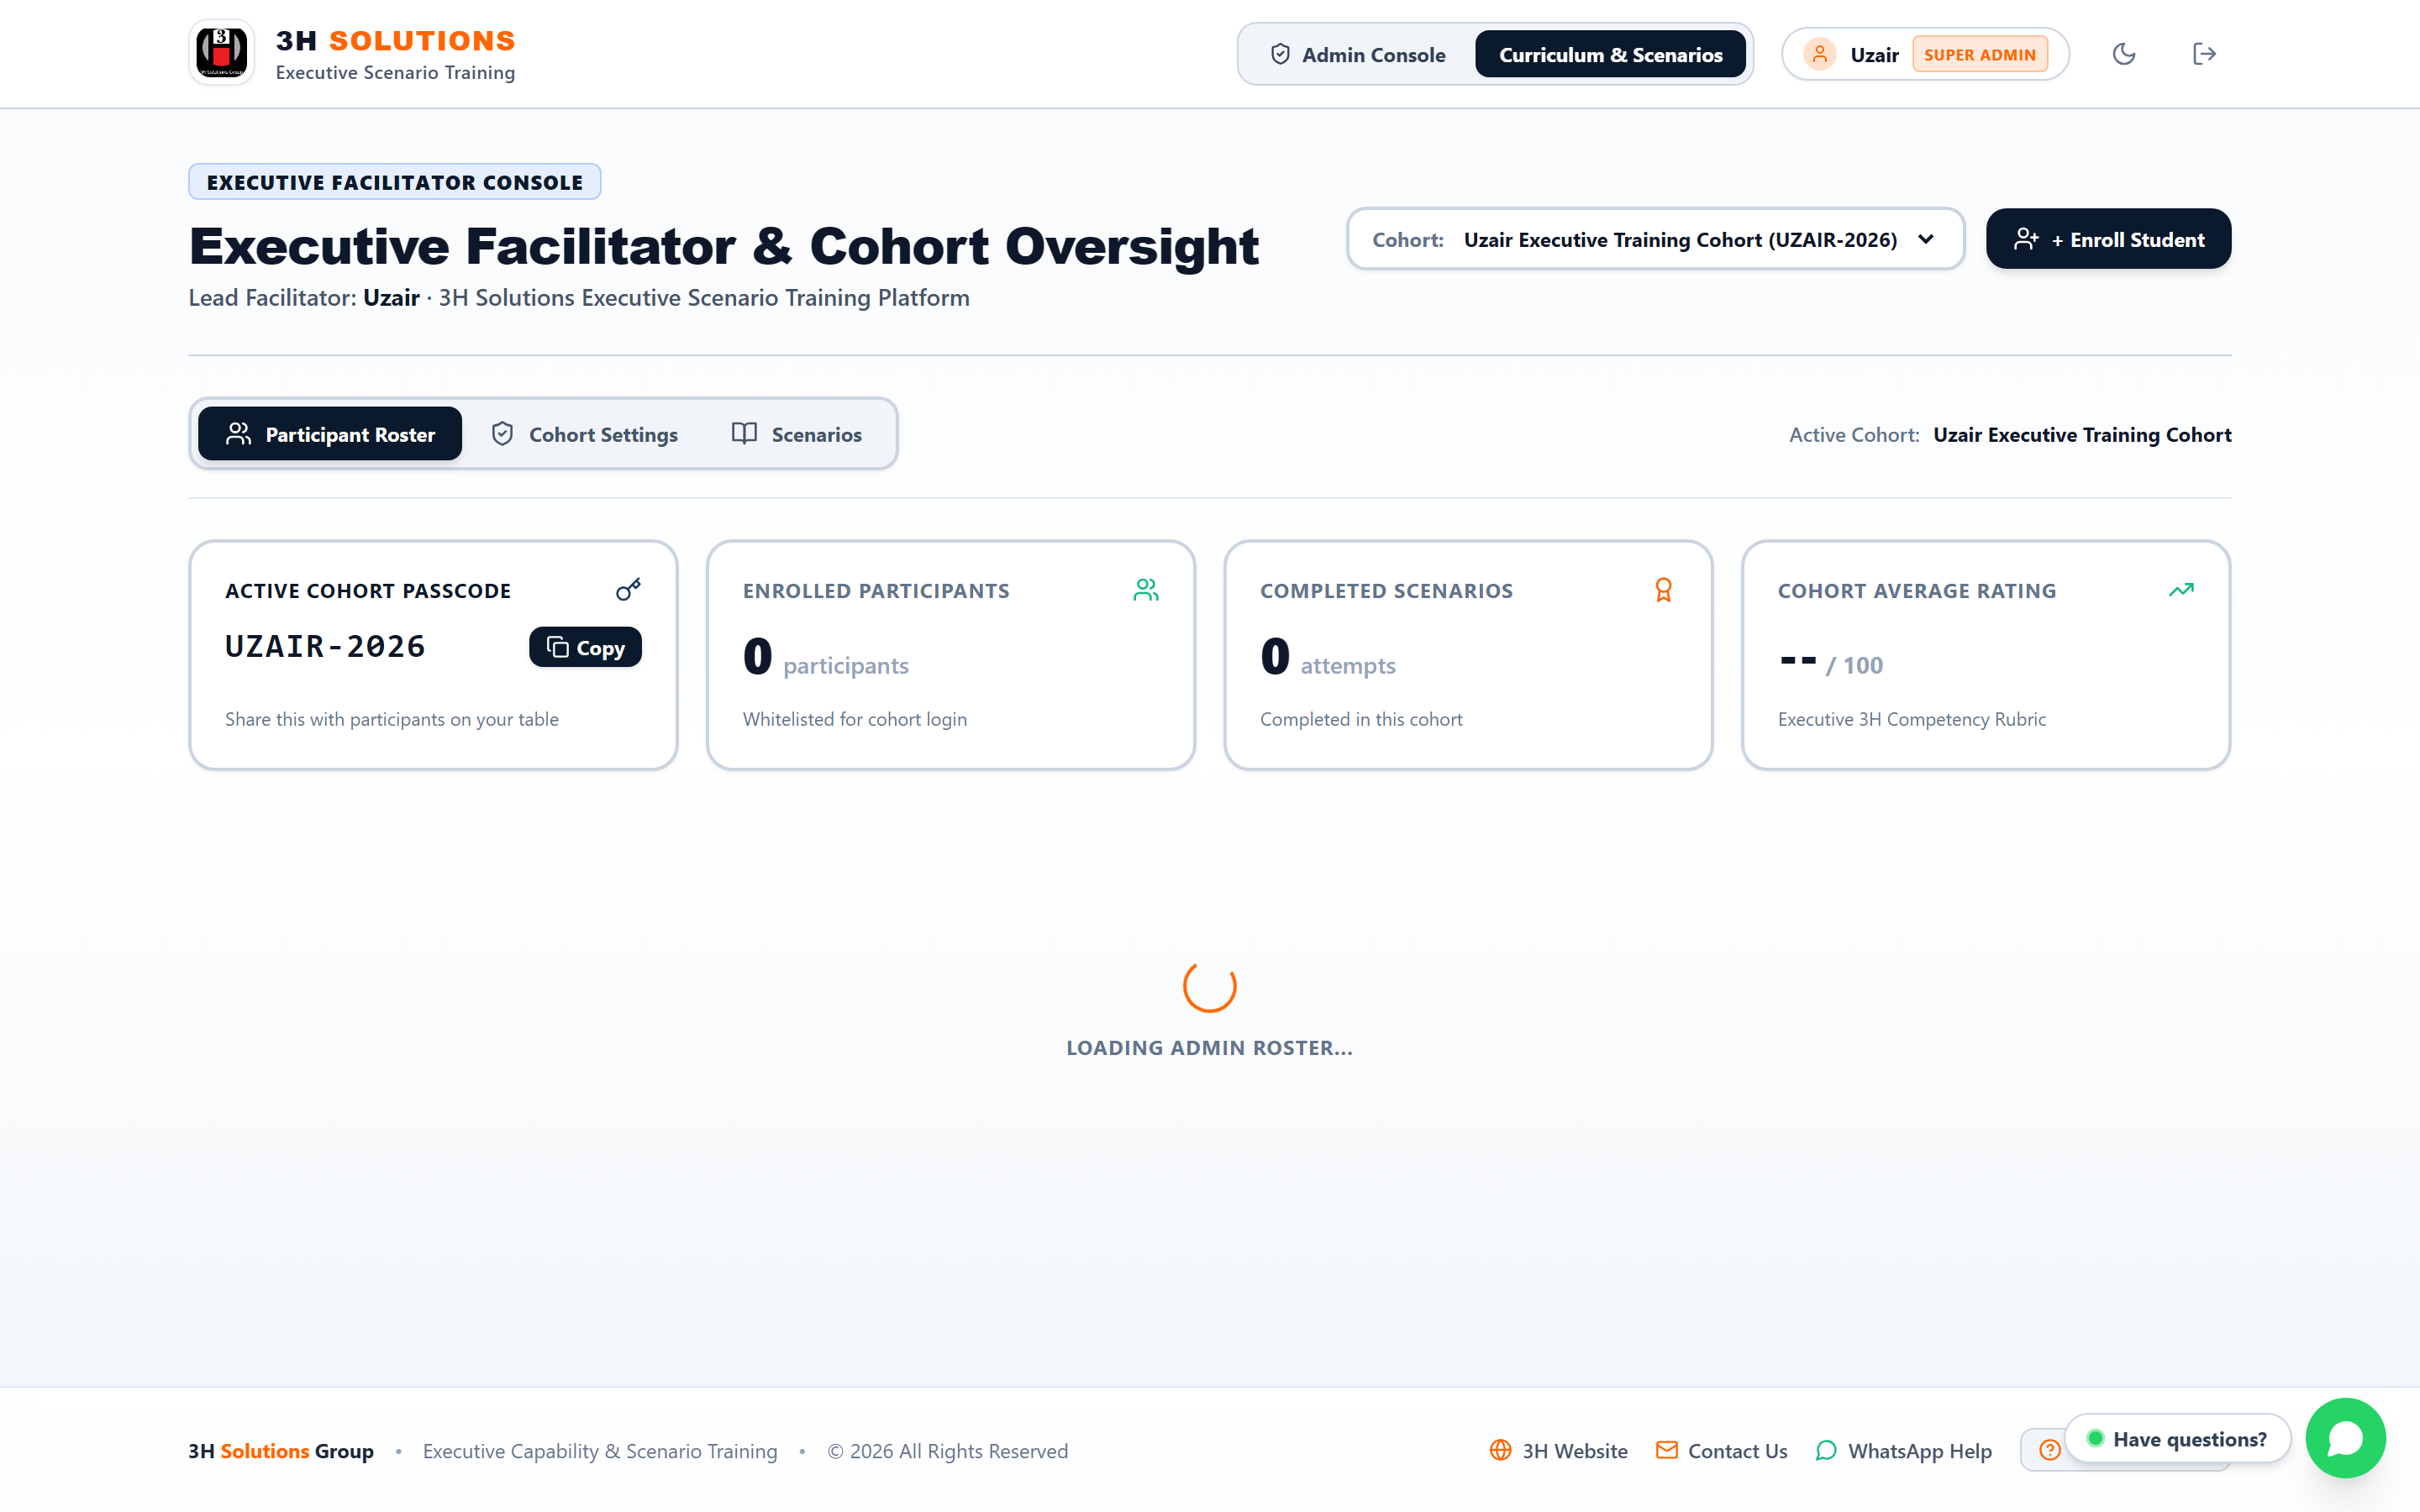 3H SOLUTIONS
Executive Scenario Training
Admin Console
Curriculum & Scenarios
Uzair
SUPER ADMIN
EXECUTIVE FACILITATOR CONSOLE
Executive Facilitator & Cohort Oversight
Lead Facilitator: Uzair · 3H Solutions Executive Scenario Training Platform
Cohort: Uzair Executive Training Cohort (UZAIR-2026)
+ Enroll Student
Participant Roster
Cohort Settings
Scenarios
Active Cohort: Uzair Executive Training Cohort
ACTIVE COHORT PASSCODE
UZAIR-2026
Copy
Share this with participants on your table
ENROLLED PARTICIPANTS
0 participants
Whitelisted for cohort login
COMPLETED SCENARIOS
0 attempts
Completed in this cohort
COHORT AVERAGE RATING
-- / 100
Executive 3H Competency Rubric
LOADING ADMIN ROSTER...
3H Solutions Group • Executive Capability & Scenario Training • © 2026 All Rights Reserved
3H Website
Contact Us
WhatsApp Help
Have questions?